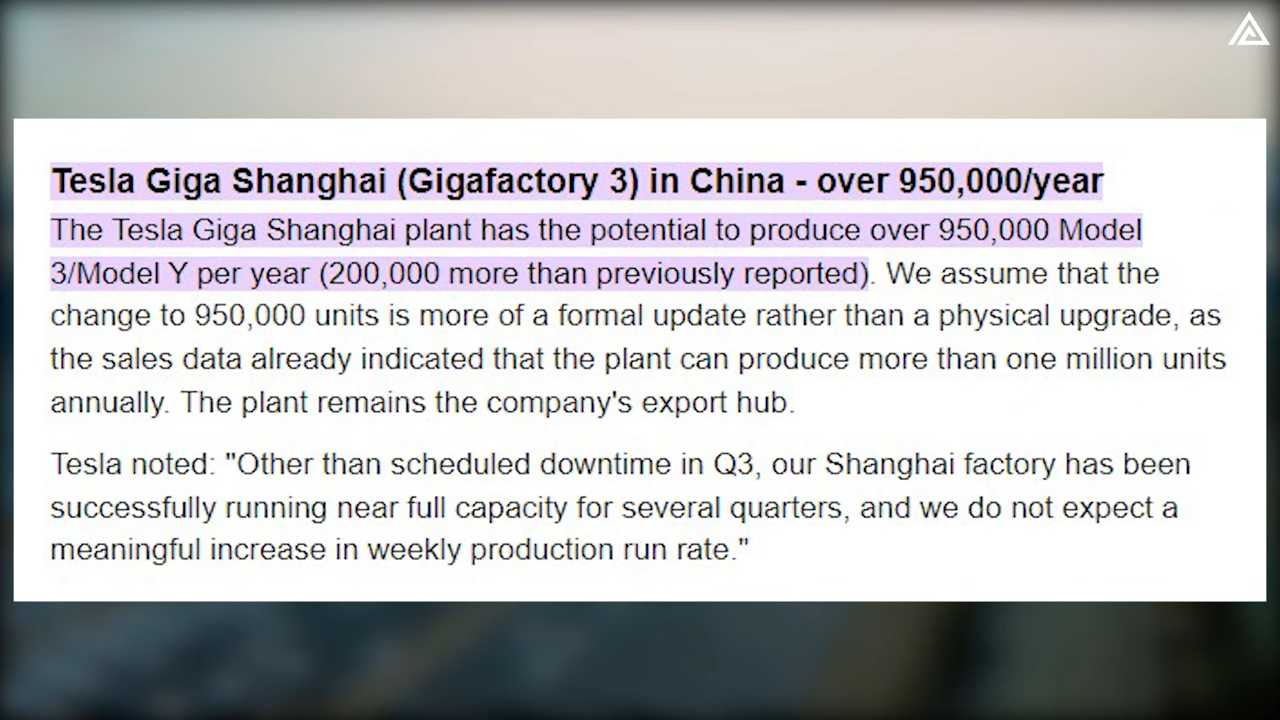 Tesla Giga Shanghai (Gigafactory 3) in China - over 950,000/year
The Tesla Giga Shanghai plant has the potential to produce over 950,000 Model
3/Model Y per year (200,000 more than previously reported). We assume that the
change to 950,000 units is more of a formal update rather than a physical upgrade, as
the sales data already indicated that the plant can produce more than one million units
annually. The plant remains the company's export hub.
Tesla noted: "Other than scheduled downtime in Q3, our Shanghai factory has been
successfully running near full capacity for several quarters, and we do not expect a
meaningful increase in weekly production run rate."